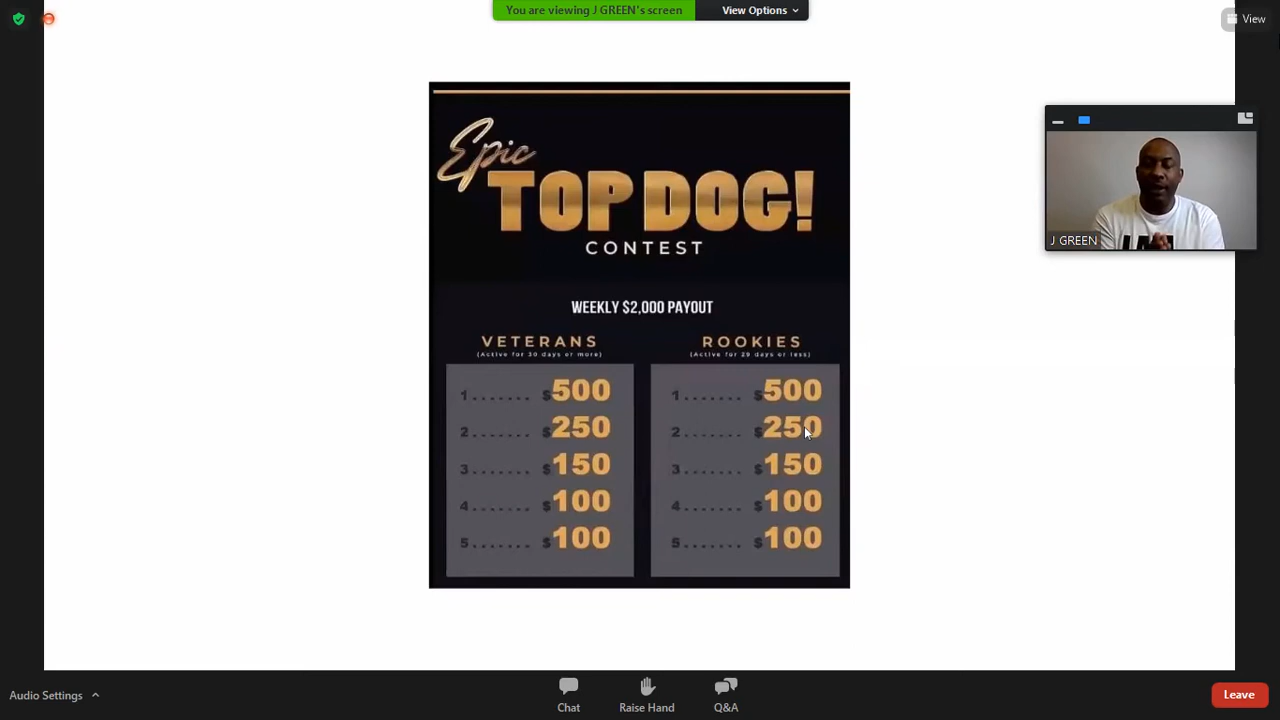 You are viewing J GREEN's screen
View Options
View
Epic
TOP DOG!
CONTEST
WEEKLY $2,000 PAYOUT
VETERANS
(Active for 30 days or more)
1....... $500
2....... $250
3....... $150
4....... $100
5....... $100
ROOKIES
(Active for 29 days or less)
1....... $500
2....... $250
3....... $150
4....... $100
5....... $100
J GREEN
Audio Settings
Chat
Raise Hand
Q&A
Leave